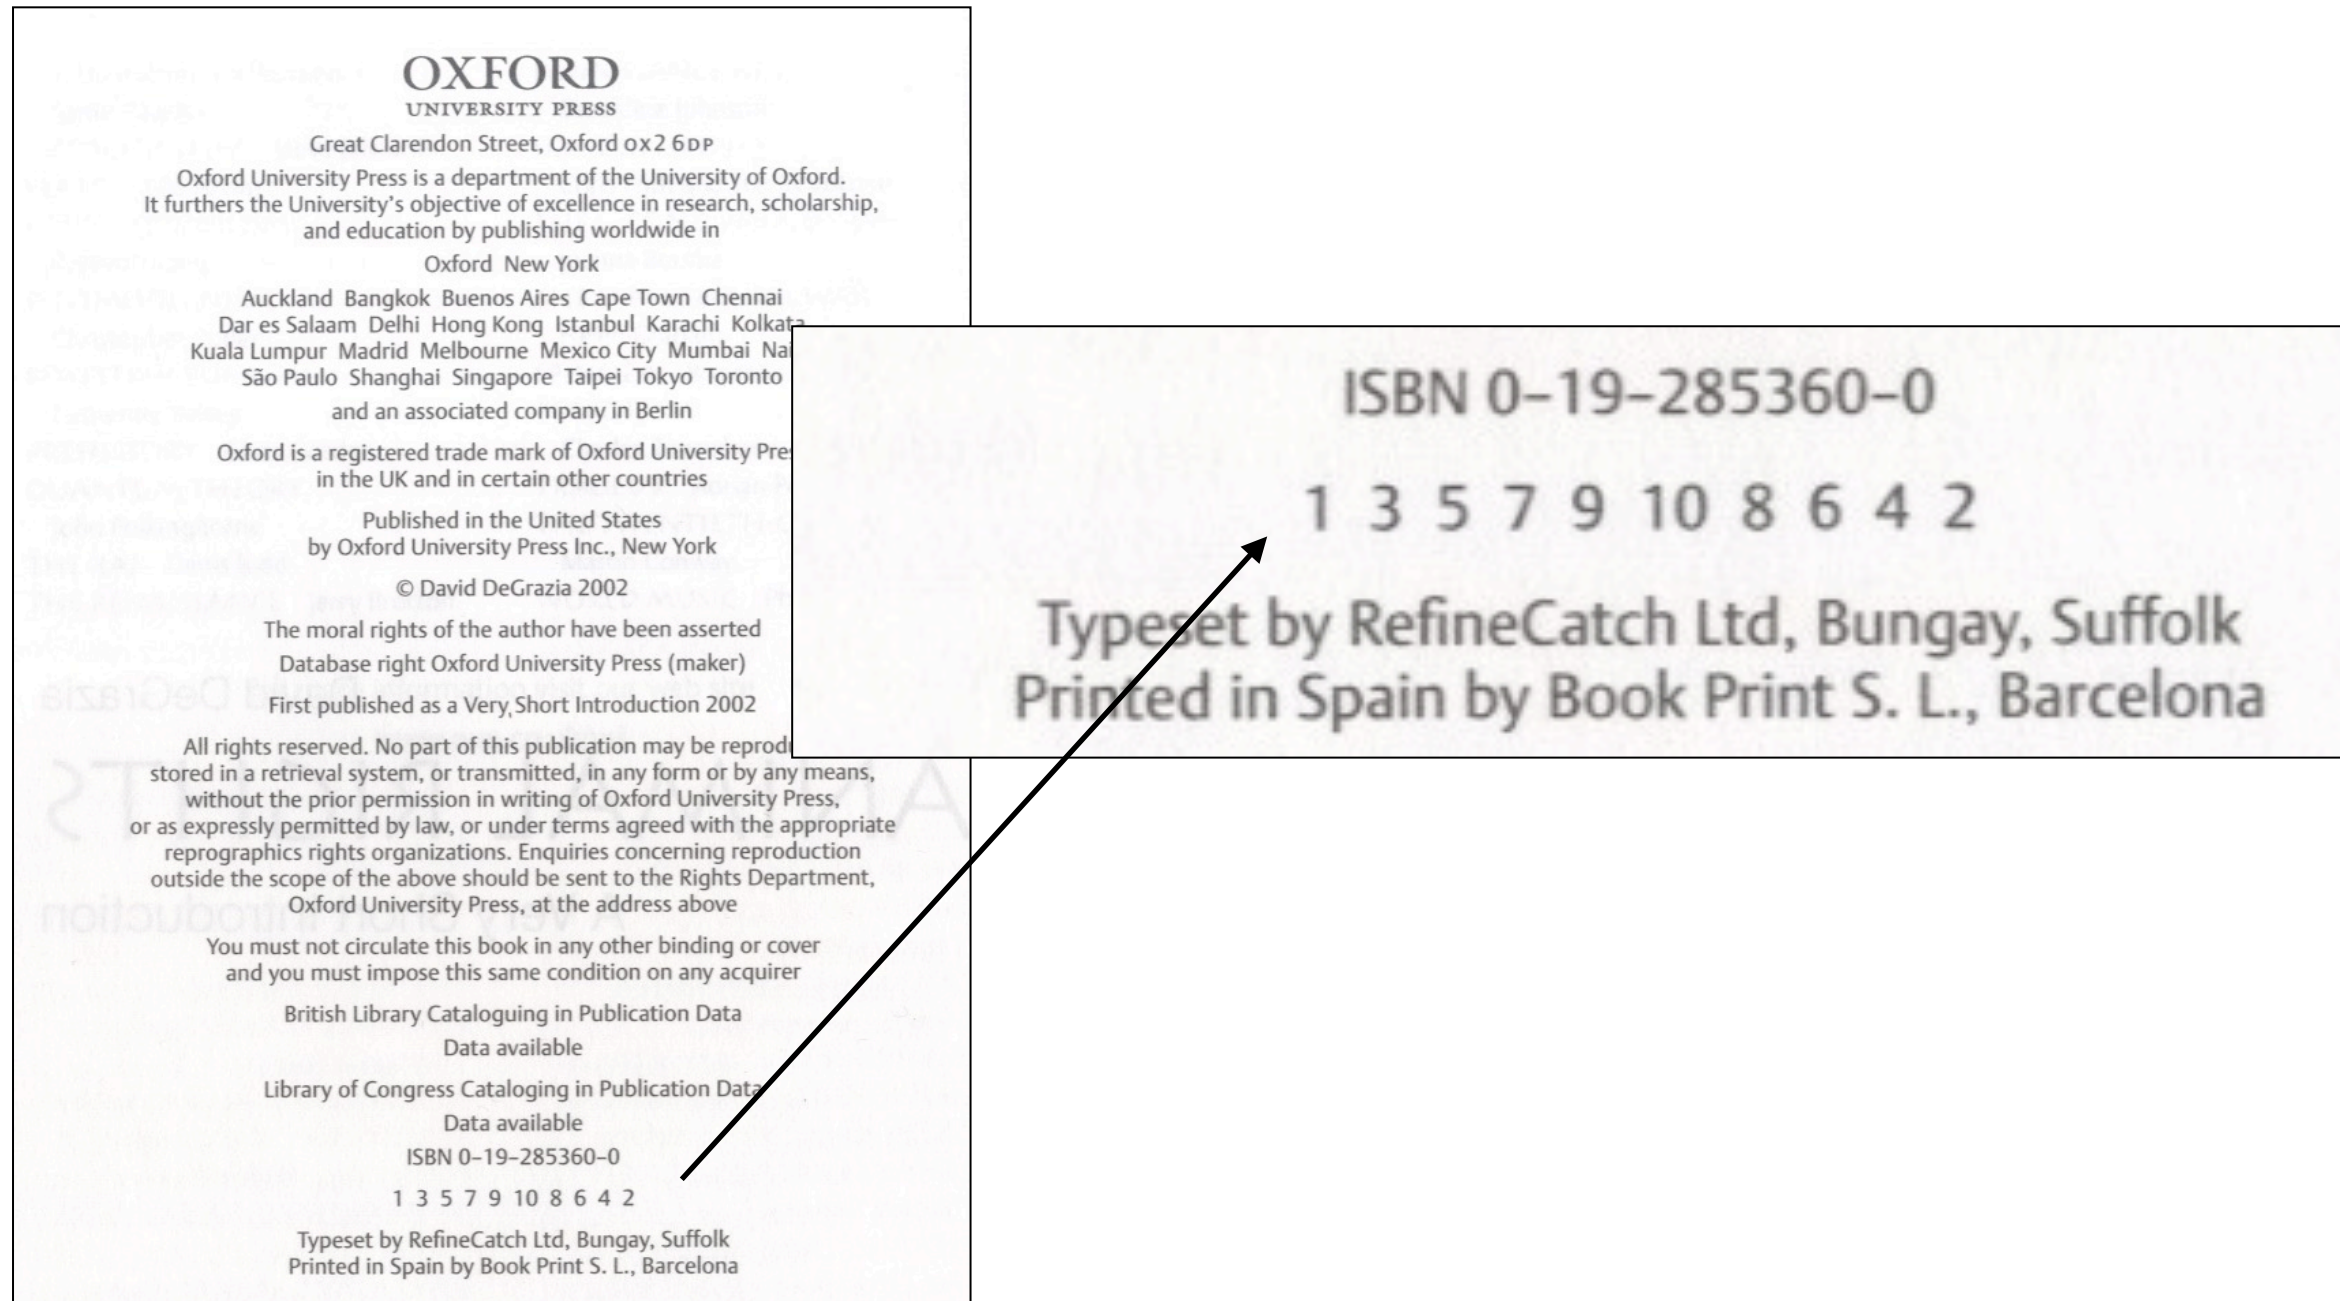 OXFORD
UNIVERSITY PRESS
Great Clarendon Street, Oxford OX2 6DP
Oxford University Press is a department of the University of Oxford.
It furthers the University's objective of excellence in research, scholarship,
and education by publishing worldwide in
Oxford New York
Auckland Bangkok Buenos Aires Cape Town Chennai
Dar es Salaam Delhi Hong Kong Istanbul Karachi Kolkata
Kuala Lumpur Madrid Melbourne Mexico City Mumbai
São Paulo Shanghai Singapore Taipei Tokyo Toronto
and an associated company in Berlin
Oxford is a registered trade mark of Oxford University
in the UK and in certain other countries
Published in the United States
by Oxford University Press Inc., New York
© David DeGrazia 2002
The moral rights of the author have been asserted
Database right Oxford University Press (maker)
First published as a Very Short Introduction 2002
All rights reserved. No part of this publication may be
stored in a retrieval system, or transmitted, in any form or by any means,
without the prior permission in writing of Oxford University Press,
or as expressly permitted by law, or under terms agreed with the appropriate
reprographics rights organizations. Enquiries concerning reproduction
outside the scope of the above should be sent to the Rights Department,
Oxford University Press, at the address above
You must not circulate this book in any other binding or cover
and you must impose this same condition on any acquirer
British Library Cataloguing in Publication Data
Data available
Library of Congress Cataloging in Publication Data
Data available
ISBN 0–19–285360–0
1 3 5 7 9 10 8 6 4 2
Typeset by RefineCatch Ltd, Bungay, Suffolk
Printed in Spain by Book Print S. L., Barcelona
ISBN 0–19–285360–0
1 3 5 7 9 10 8 6 4 2
Typeset by RefineCatch Ltd, Bungay, Suffolk
Printed in Spain by Book Print S. L., Barcelona